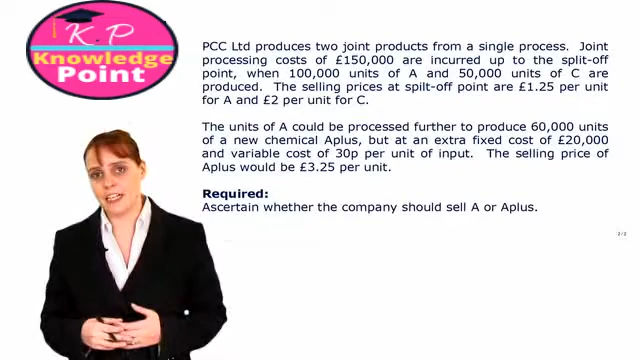 K.P
Knowledge
Point
PCC Ltd produces two joint products from a single process. Joint
processing costs of £150,000 are incurred up to the split-off
point, when 100,000 units of A and 50,000 units of C are
produced. The selling prices at spilt-off point are £1.25 per unit
for A and £2 per unit for C.
The units of A could be processed further to produce 60,000 units
of a new chemical Aplus, but at an extra fixed cost of £20,000
and variable cost of 30p per unit of input. The selling price of
Aplus would be £3.25 per unit.
Required:
Ascertain whether the company should sell A or Aplus.
2/2